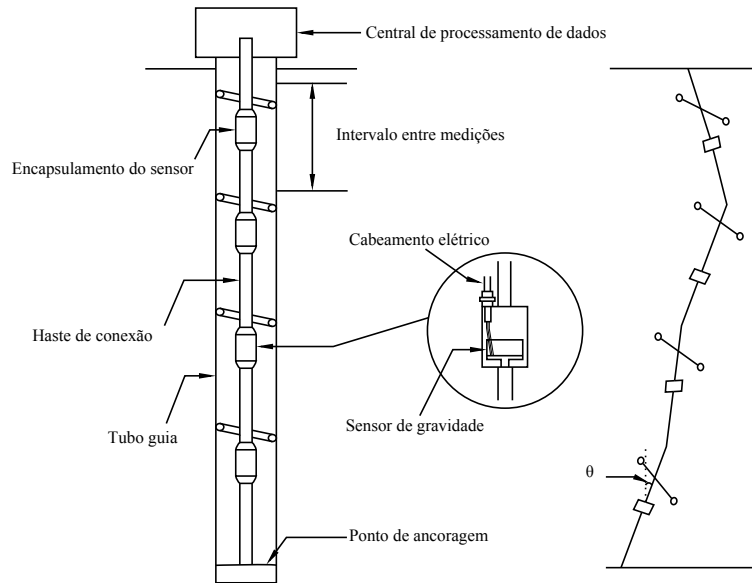 Central de processamento de dados
Intervalo entre medições
Encapsulamento do sensor
Cabeamento elétrico
Haste de conexão
Sensor de gravidade
Tubo guia
θ
Ponto de ancoragem